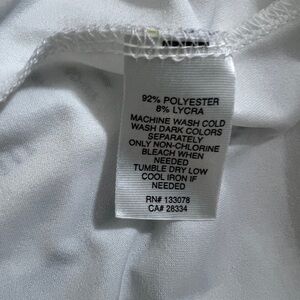 92% POLYESTER
8% LYCRA
MACHINE WASH COLD
WASH DARK COLORS
SEPARATELY
ONLY NON-CHLORINE
BLEACH WHEN
NEEDED
TUMBLE DRY LOW
COOL IRON IF
NEEDED
RN# 133078
CA# 28334